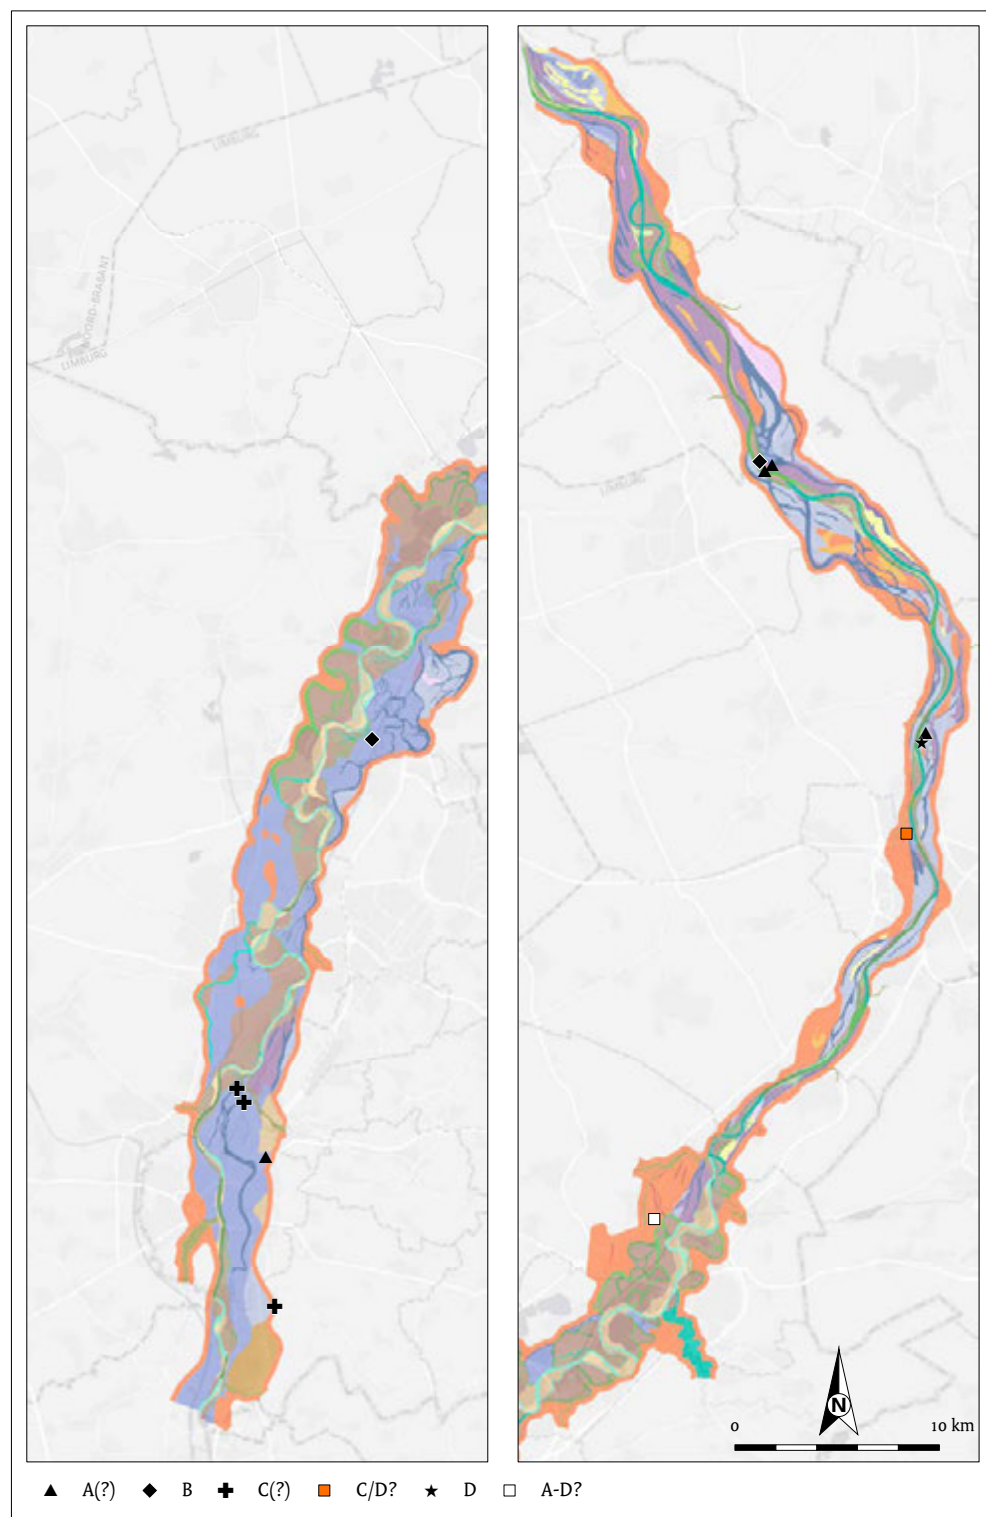 LIMBURG
NOORD-BRABANT
LIMBURG
LIMBURG
N
0 10 km
A(?) B C(?) C/D? D A-D?